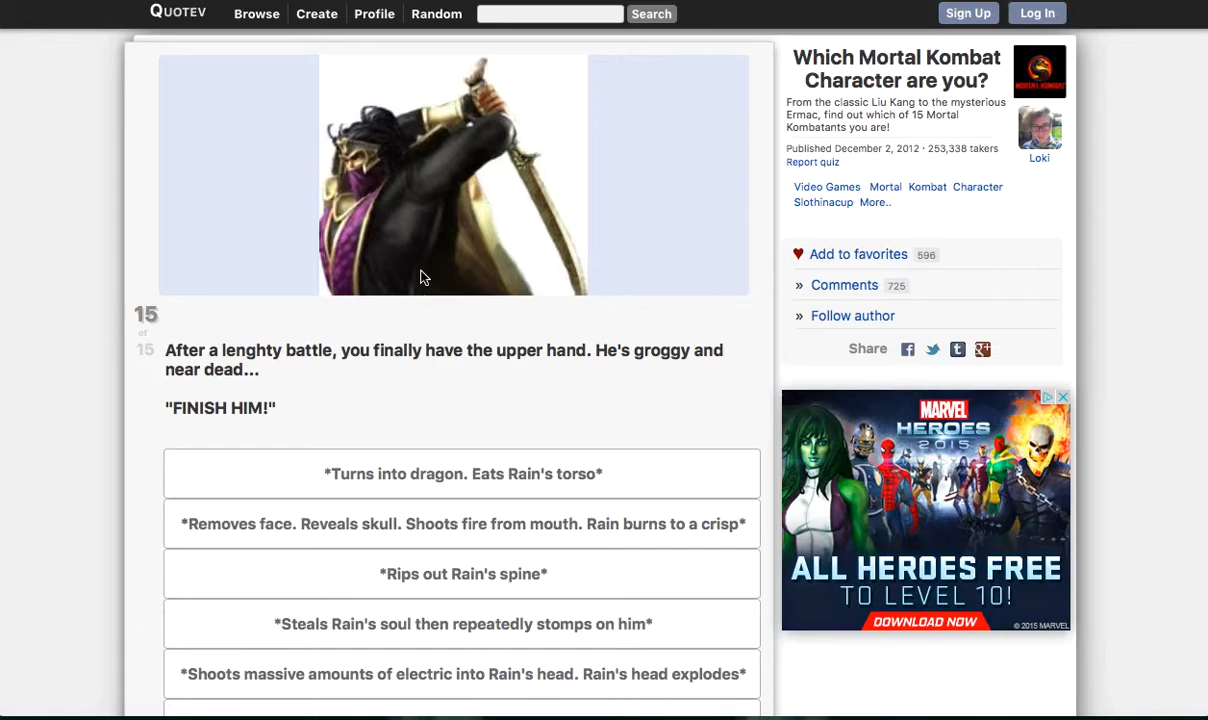 QUOTEV Browse Create Profile Random Search Sign Up Log In
15
of
15
After a lenghty battle, you finally have the upper hand. He's groggy and
near dead...
"FINISH HIM!"
*Turns into dragon. Eats Rain's torso*
*Removes face. Reveals skull. Shoots fire from mouth. Rain burns to a crisp*
*Rips out Rain's spine*
*Steals Rain's soul then repeatedly stomps on him*
*Shoots massive amounts of electric into Rain's head. Rain's head explodes*
Which Mortal Kombat
Character are you?
MORTAL KOMBAT
From the classic Liu Kang to the mysterious
Ermac, find out which of 15 Mortal
Kombatants you are!
Loki
Published December 2, 2012 · 253,338 takers
Report quiz
Video Games Mortal Kombat Character
Slothinacup More..
Add to favorites 596
» Comments 725
» Follow author
Share
MARVEL
HEROES
2015
ALL HEROES FREE
TO LEVEL 10!
DOWNLOAD NOW
© 2015 MARVEL